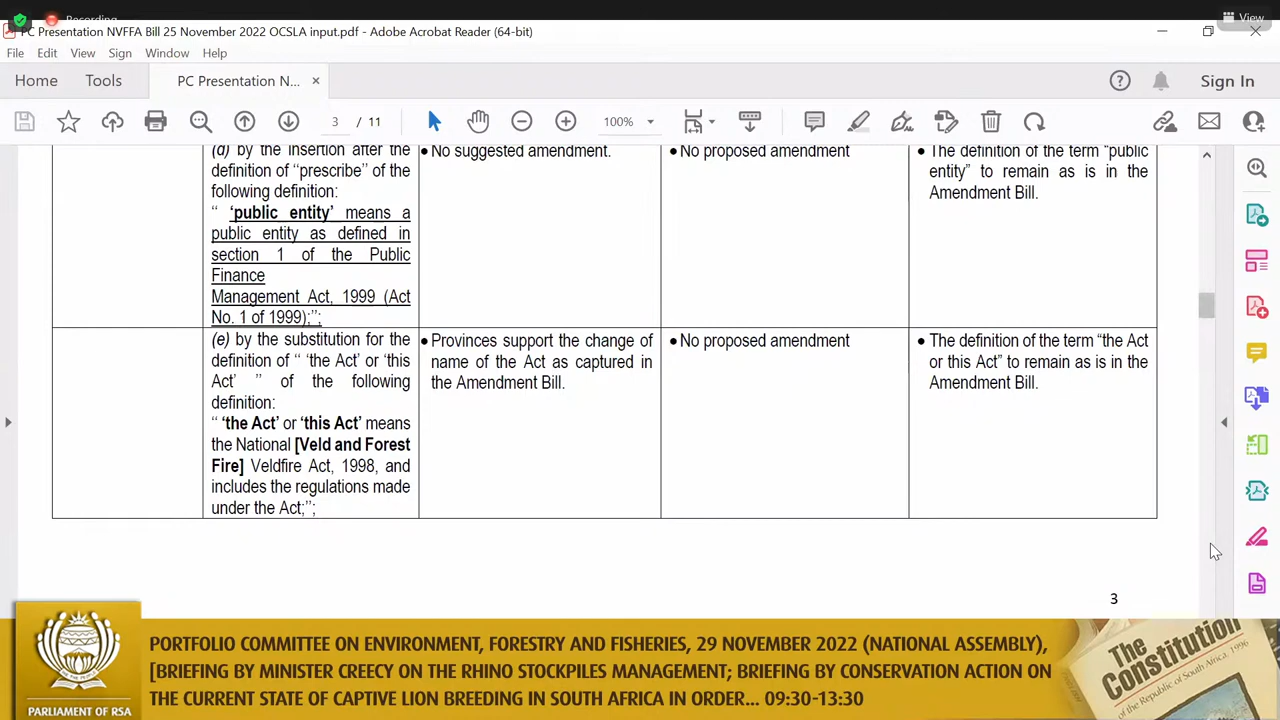 Recording
View
PC Presentation NVFFA Bill 25 November 2022 OCSLA input.pdf - Adobe Acrobat Reader (64-bit)
File Edit View Sign Window Help
Home Tools PC Presentation N... × Sign In
3 / 11 100%
(d) by the insertion after the
definition of ‘‘prescribe’’ of the
following definition:
‘‘ ‘public entity’ means a
public entity as defined in
section 1 of the Public
Finance
Management Act, 1999 (Act
No. 1 of 1999);’’;
• No suggested amendment.
• No proposed amendment
• The definition of the term “public
entity” to remain as is in the
Amendment Bill.
(e) by the substitution for the
definition of ‘‘ ‘the Act’ or ‘this
Act’ ’’ of the following
definition:
‘‘ ‘the Act’ or ‘this Act’ means
the National [Veld and Forest
Fire] Veldfire Act, 1998, and
includes the regulations made
under the Act;’’;
• Provinces support the change of
name of the Act as captured in
the Amendment Bill.
• No proposed amendment
• The definition of the term “the Act
or this Act” to remain as is in the
Amendment Bill.
3
PARLIAMENT OF RSA
PORTFOLIO COMMITTEE ON ENVIRONMENT, FORESTRY AND FISHERIES, 29 NOVEMBER 2022 (NATIONAL ASSEMBLY),
[BRIEFING BY MINISTER CREECY ON THE RHINO STOCKPILES MANAGEMENT; BRIEFING BY CONSERVATION ACTION ON
THE CURRENT STATE OF CAPTIVE LION BREEDING IN SOUTH AFRICA IN ORDER... 09:30-13:30
The
Constitution
of the Republic of South Africa, 1996